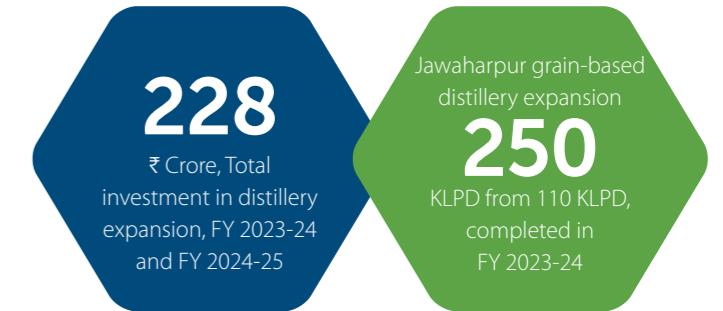 228
₹ Crore, Total
investment in distillery
expansion, FY 2023-24
and FY 2024-25
Jawaharpur grain-based
distillery expansion
250
KLPD from 110 KLPD,
completed in
FY 2023-24